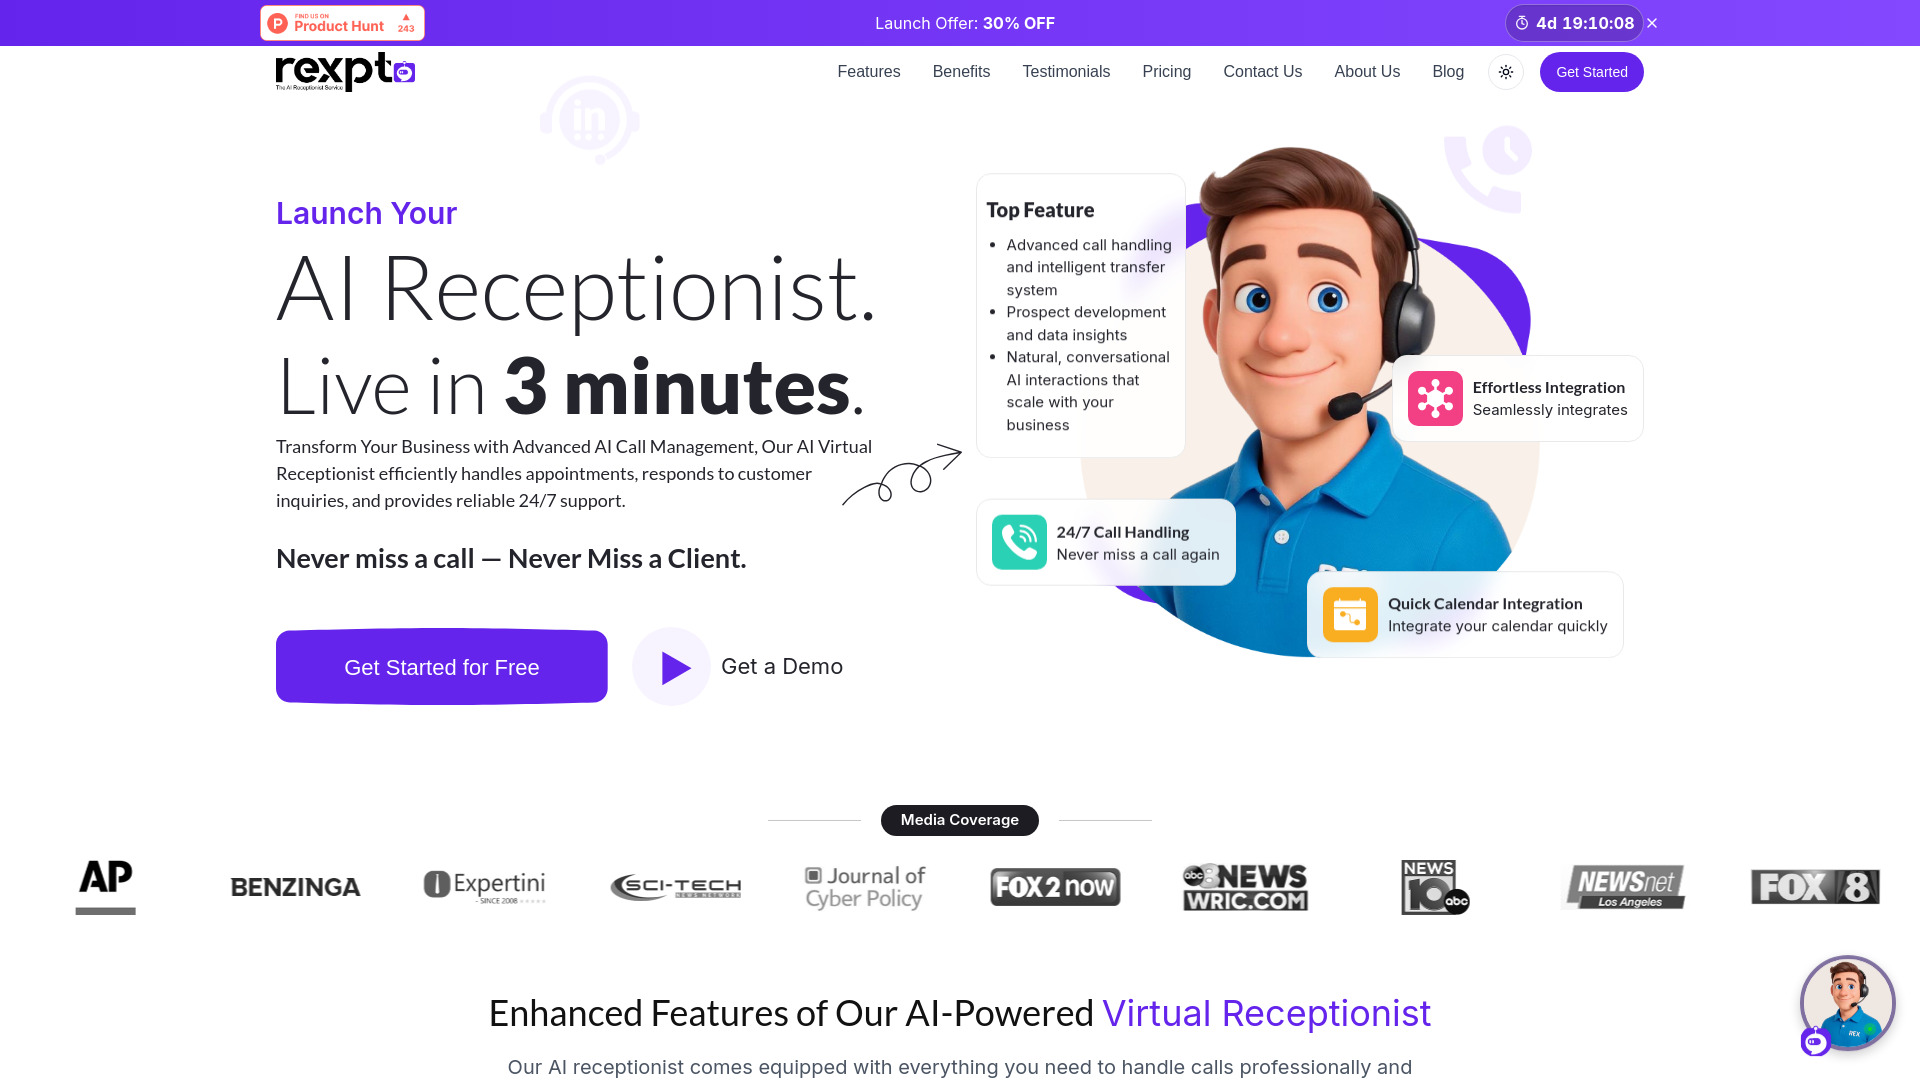 FIND US ON
Product Hunt
243
Launch Offer: 30% OFF
4d 19:10:08
×
rexpt
The AI Receptionist Service
Features
Benefits
Testimonials
Pricing
Contact Us
About Us
Blog
Get Started
Launch Your
AI Receptionist.
Live in 3 minutes.
Transform Your Business with Advanced AI Call Management, Our AI Virtual
Receptionist efficiently handles appointments, responds to customer
inquiries, and provides reliable 24/7 support.
Never miss a call — Never Miss a Client.
Get Started for Free
Get a Demo
Top Feature
• Advanced call handling
and intelligent transfer
system
• Prospect development
and data insights
• Natural, conversational
AI interactions that
scale with your
business
Effortless Integration
Seamlessly integrates
24/7 Call Handling
Never miss a call again
Quick Calendar Integration
Integrate your calendar quickly
Media Coverage
AP
BENZINGA
Expertini
- SINCE 2008
SCI-TECH
NEWS NETWORK
Journal of
Cyber Policy
FOX 2 now
abc 8 NEWS
WRIC.COM
NEWS
10
abc
NEWSnet
Los Angeles
FOX 8
Enhanced Features of Our AI-Powered Virtual Receptionist
Our AI receptionist comes equipped with everything you need to handle calls professionally and
REX